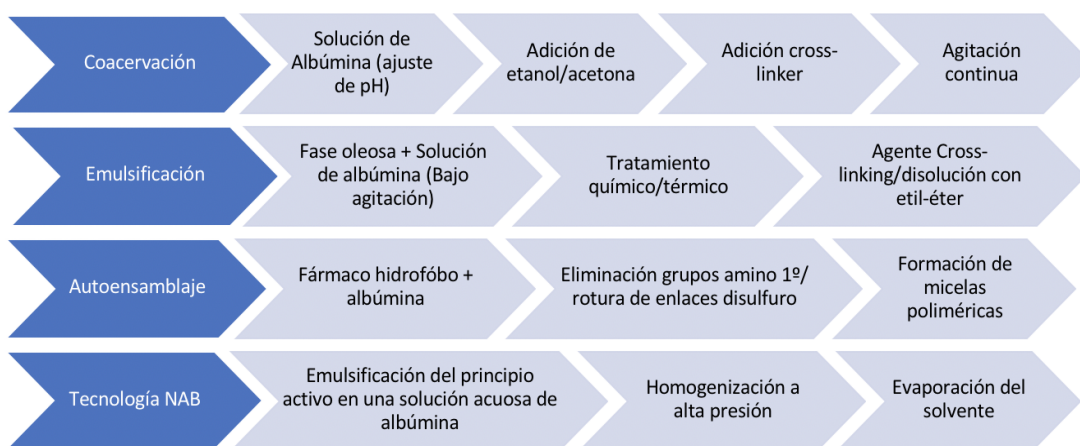 Coacervación
Solución de
Albúmina (ajuste
de pH)
Adición de
etanol/acetona
Adición cross-
linker
Agitación
continua
Emulsificación
Fase oleosa + Solución
de albúmina (Bajo
agitación)
Tratamiento
químico/térmico
Agente Cross-
linking/disolución con
etil-éter
Autoensamblaje
Fármaco hidrofóbo +
albúmina
Eliminación grupos amino 1º/
rotura de enlaces disulfuro
Formación de
micelas
poliméricas
Tecnología NAB
Emulsificación del principio
activo en una solución acuosa de
albúmina
Homogenización a
alta presión
Evaporación del
solvente